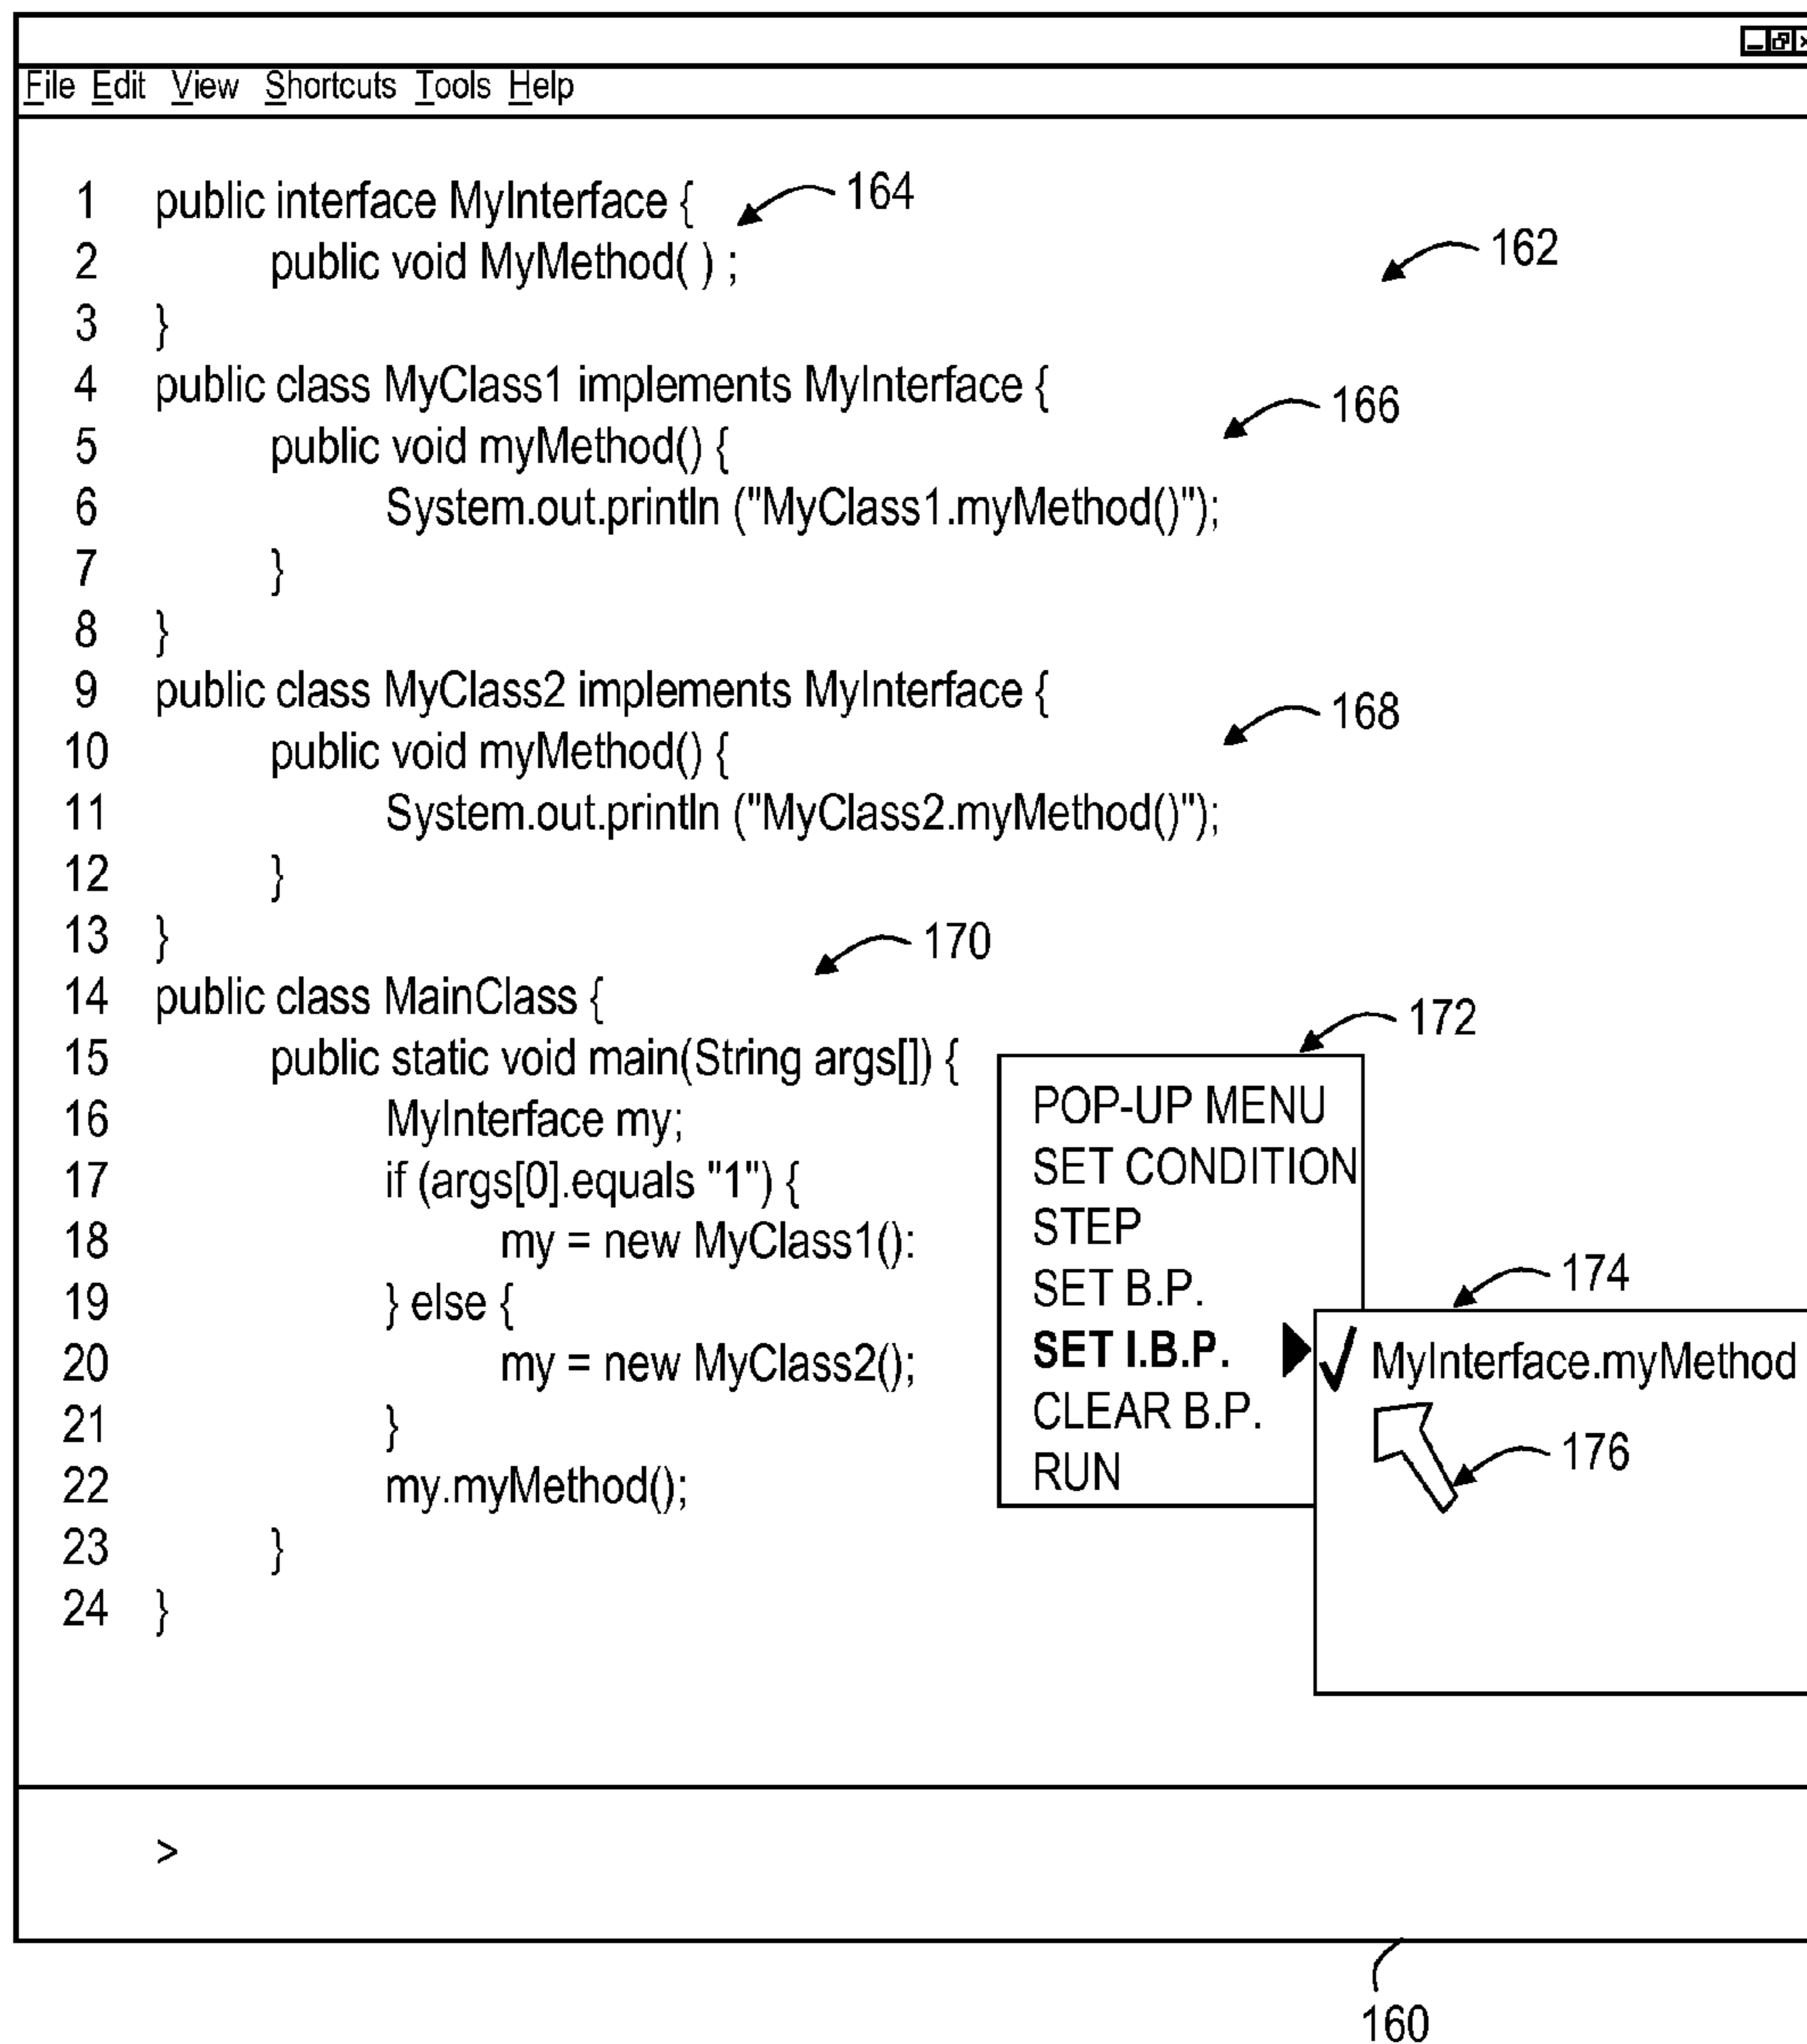 File Edit View Shortcuts Tools Help
1 public interface MyInterface {
164
2 public void MyMethod( ) ;
162
3 }
4 public class MyClass1 implements MyInterface {
166
5 public void myMethod() {
6 System.out.println ("MyClass1.myMethod()");
7 }
8 }
9 public class MyClass2 implements MyInterface {
168
10 public void myMethod() {
11 System.out.println ("MyClass2.myMethod()");
12 }
13 }
170
14 public class MainClass {
15 public static void main(String args[]) {
16 MyInterface my;
17 if (args[0].equals "1") {
18 my = new MyClass1():
19 } else {
20 my = new MyClass2();
21 }
22 my.myMethod();
23 }
24 }
172
POP-UP MENU
SET CONDITION
STEP
SET B.P.
SET I.B.P.
CLEAR B.P.
RUN
174
MyInterface.myMethod
176
>
160